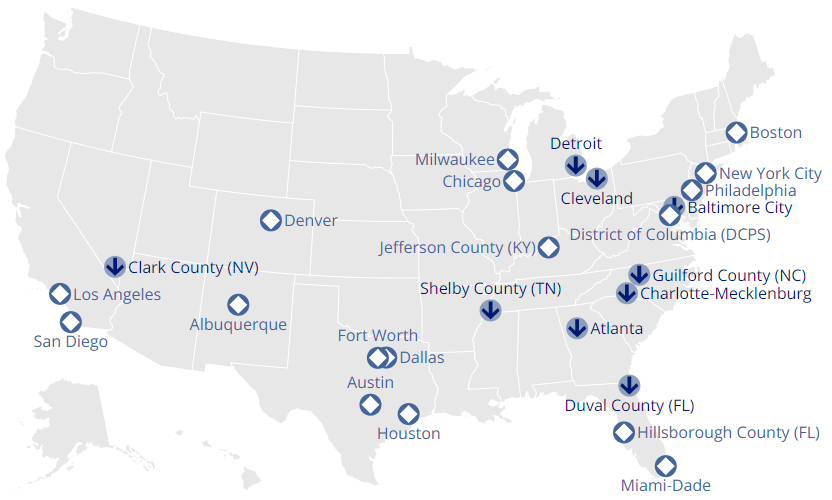 Boston
Detroit
Milwaukee
New York City
Chicago
Philadelphia
Cleveland
Baltimore City
Denver
District of Columbia (DCPS)
Jefferson County (KY)
Clark County (NV)
Guilford County (NC)
Shelby County (TN)
Los Angeles
Charlotte-Mecklenburg
Albuquerque
Atlanta
Fort Worth
San Diego
Dallas
Austin
Duval County (FL)
Houston
Hillsborough County (FL)
Miami-Dade